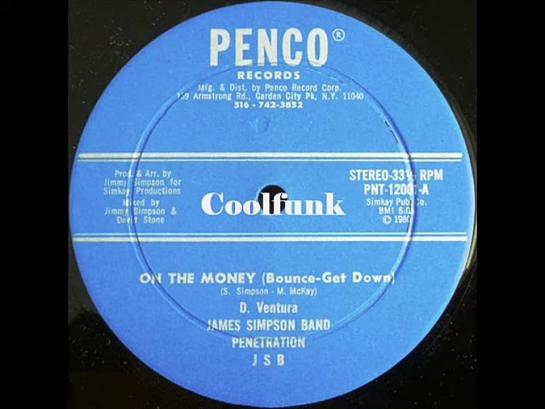 PENCO®
RECORDS
Mfg. & Dist. by Penco Record Corp.
Armstrong Rd., Garden City Pk, N.Y. 11040
516-742-3852
Prod. & Arr. by
Jimmy Simpson for
Simkay Productions
Mixed by
Jimmy Simpson &
David Stone
STEREO-33⅓ RPM
Simkay Pub. Co.
BMI
© 1980
Coolfunk
ON THE MONEY (Bounce-Get Down)
(S. Simpson - M. McKay)
D. Ventura
JAMES SIMPSON BAND
PENETRATION
J S B